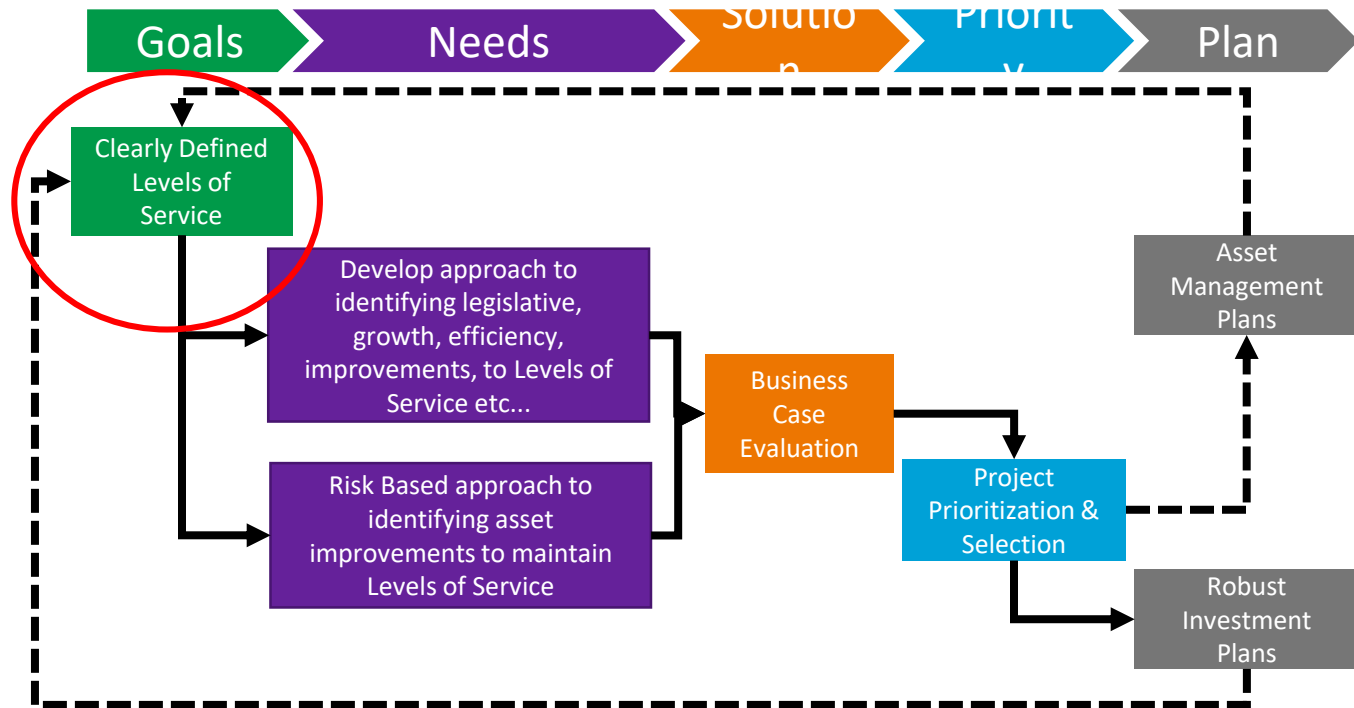 Goals
Needs
Solutio
n
Priorit
y
Plan
Clearly Defined
Levels of
Service
Develop approach to
identifying legislative,
growth, efficiency,
improvements, to Levels of
Service etc...
Risk Based approach to
identifying asset
improvements to maintain
Levels of Service
Business
Case
Evaluation
Project
Prioritization &
Selection
Asset
Management
Plans
Robust
Investment
Plans